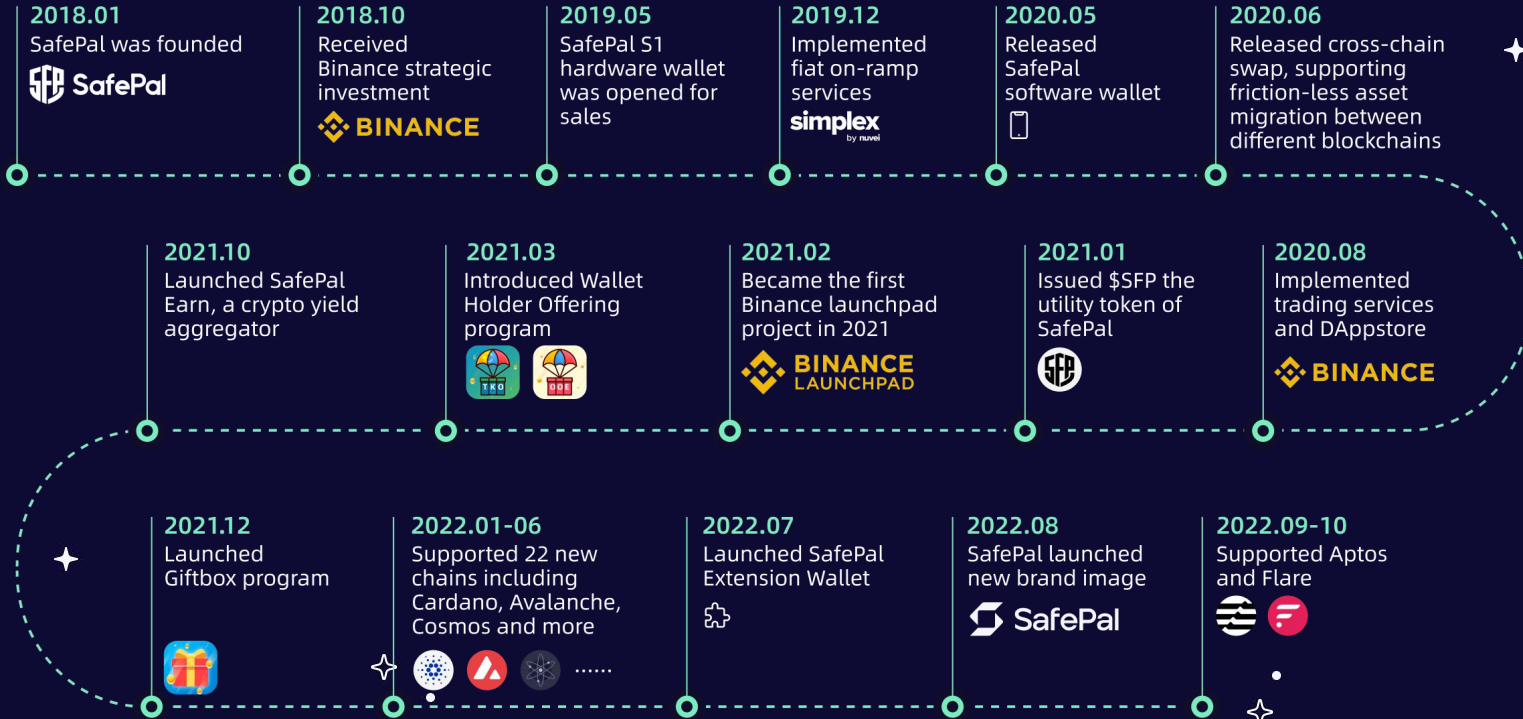 2018.01
SafePal was founded
SFP SafePal
2018.10
Received
Binance strategic
investment
BINANCE
2019.05
SafePal S1
hardware wallet
was opened for
sales
2019.12
Implemented
fiat on-ramp
services
simplex
by nuvei
2020.05
Released
SafePal
software wallet
2020.06
Released cross-chain
swap, supporting
friction-less asset
migration between
different blockchains
2020.08
Implemented
trading services
and DAppstore
BINANCE
2021.01
Issued $SFP the
utility token of
SafePal
SFP
2021.02
Became the first
Binance launchpad
project in 2021
BINANCE
LAUNCHPAD
2021.03
Introduced Wallet
Holder Offering
program
TKO
OOE
2021.10
Launched SafePal
Earn, a crypto yield
aggregator
2021.12
Launched
Giftbox program
2022.01-06
Supported 22 new
chains including
Cardano, Avalanche,
Cosmos and more
......
2022.07
Launched SafePal
Extension Wallet
2022.08
SafePal launched
new brand image
SafePal
2022.09-10
Supported Aptos
and Flare